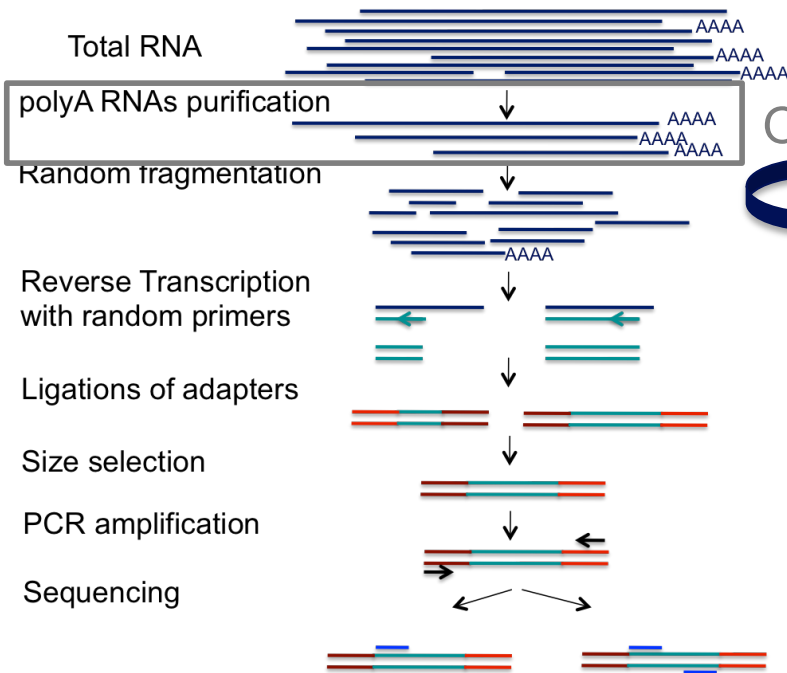 Total RNA
AAAA
AAAA
AAAA
polyA RNAs purification
AAAA
AAAA
AAAA
Random fragmentation
AAAA
Reverse Transcription
with random primers
Ligations of adapters
Size selection
PCR amplification
Sequencing